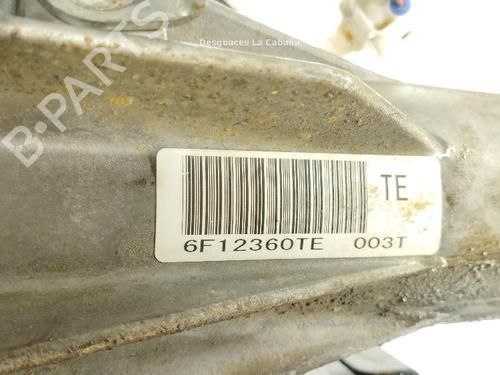 Desguaces La Cabaña
B-PARTS
TE
6F12360TE 003T